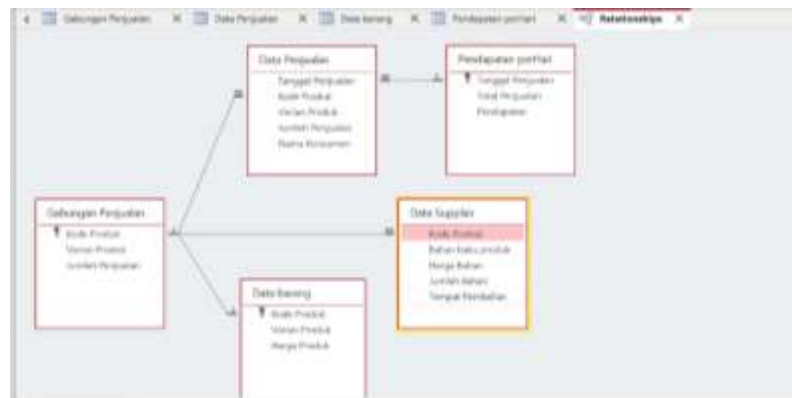 Gabungan Penjualan
Data Penjualan
Data barang
Pendapatan perHari
Relationships
Data Penjualan
Tanggal Penjualan
Kode Produk
Varian Produk
Jumlah Penjualan
Nama Konsumen
Pendapatan perHari
Tanggal Penjualan
Total Penjualan
Pendapatan
Gabungan Penjualan
Kode Produk
Varian Produk
Jumlah Penjualan
Data Supplier
Kode Produk
Bahan baku produk
Harga Bahan
Jumlah Bahan
Tempat Pembelian
Data barang
Kode Produk
Varian Produk
Harga Produk